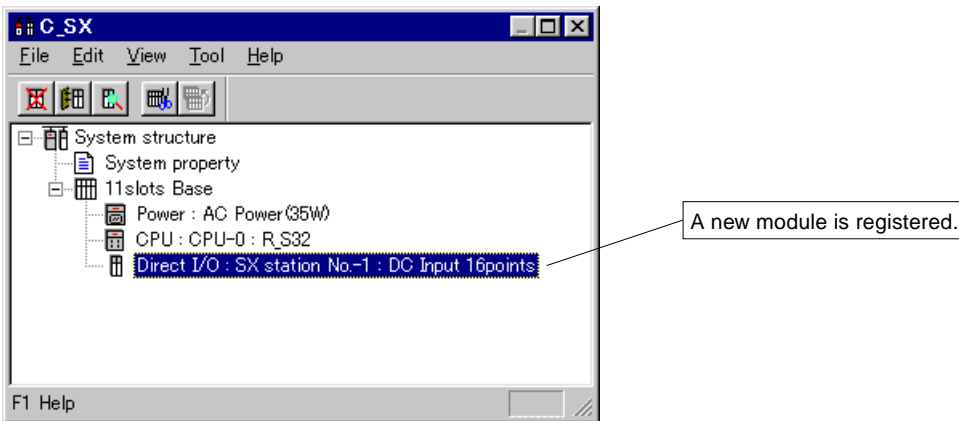 C_SX
File Edit View Tool Help
System structure
System property
11slots Base
Power : AC Power(35W)
CPU : CPU-0 : R_S32
Direct I/O : SX station No.-1 : DC Input 16points
A new module is registered.
F1 Help